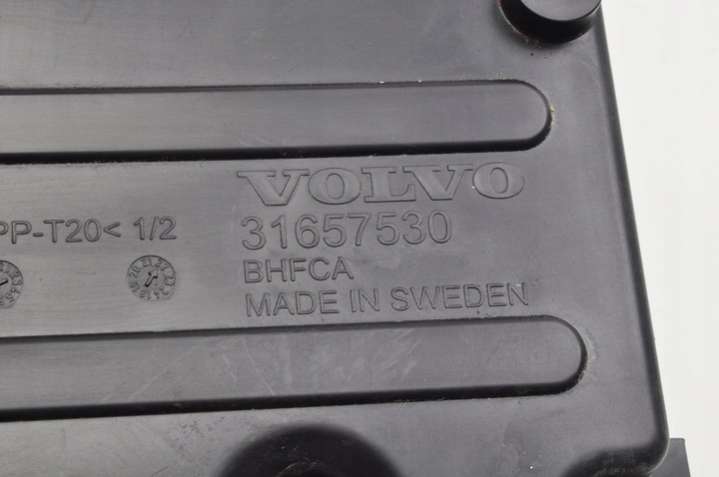 VOLVO
PP-T20< 1/2
31657530
BHFCA
MADE IN SWEDEN